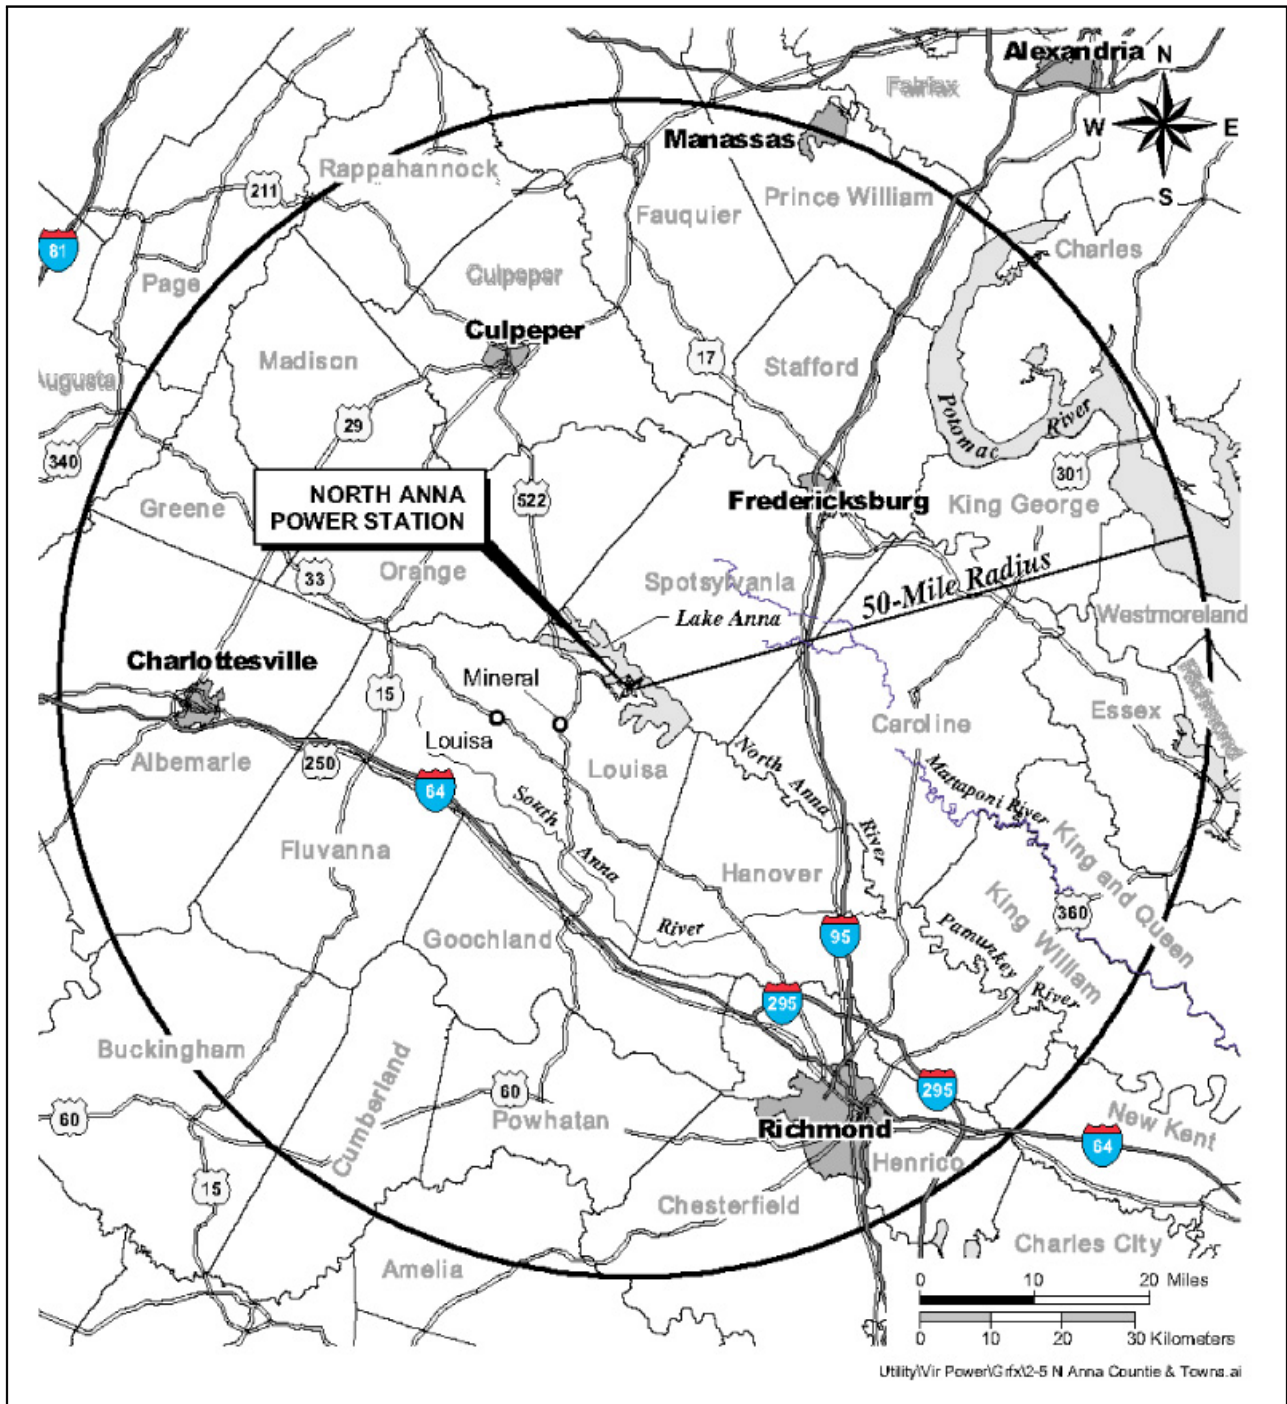 Alexandria
N
Fairfax
W
E
Manassas
S
Rappahannock
211
Prince William
Fauquier
81
Charles
Page
Culpeper
Culpeper
Madison
17
Stafford
Augusta
29
Potomac
River
340
301
NORTH ANNA
POWER STATION
522
Fredericksburg
King George
Greene
33
Orange
Spotsylvania
50-Mile Radius
Lake Anna
Westmoreland
Charlottesville
Mineral
15
Richmond
Caroline
Essex
Louisa
Albemarle
250
Louisa
North
Anna
River
Mattaponi River
64
South
Anna
River
Fluvanna
Hanover
King and Queen
King William
360
Goochland
95
Pamunkey
River
295
Buckingham
Cumberland
295
60
60
Powhatan
New Kent
Richmond
64
Henrico
15
Chesterfield
Charles City
Amelia
0 10 20 Miles
0 10 20 30 Kilometers
Utility\Vir Power\Grfx\2-5 N Anna Countie & Towns.ai